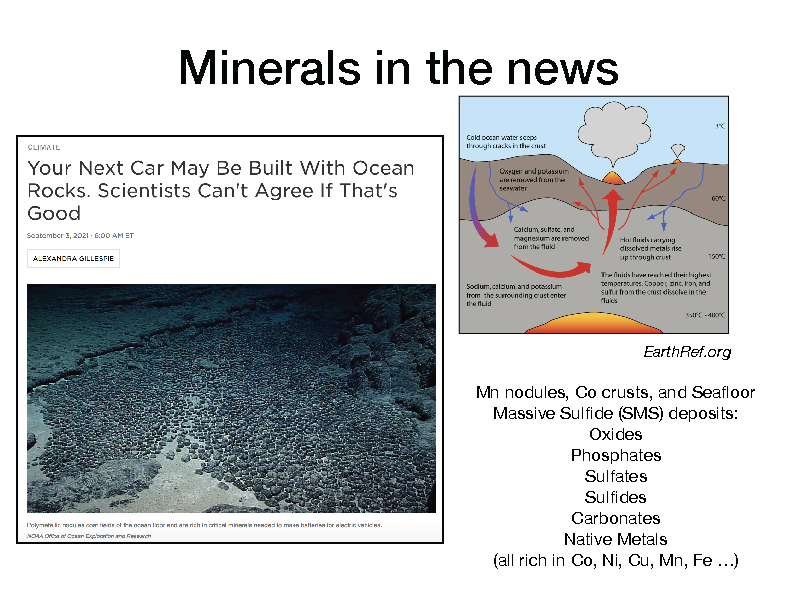 Minerals in the news
CLIMATE
Your Next Car May Be Built With Ocean
Rocks. Scientists Can't Agree If That's
Good
September 3, 2021 · 6:00 AM ET
ALEXANDRA GILLESPIE
Polymetallic nodules coat fields of the ocean floor and are rich in critical minerals needed to make batteries for electric vehicles.
NOAA Office of Ocean Exploration and Research
Cold ocean water seeps
through cracks in the crust
3°C
Oxygen and potassium
are removed from the
seawater
60°C
Calcium, sulfate, and
magnesium are removed
from the fluid
Hot fluids carrying
dissolved metals rise
up through crust
150°C
Sodium, calcium, and potassium
from the surrounding crust enter
the fluid
The fluids have reached their highest
temperatures. Copper, zinc, iron, and
sulfur from the crust dissolve in the
fluids
350°C - 400°C
EarthRef.org
Mn nodules, Co crusts, and Seafloor
Massive Sulfide (SMS) deposits:
Oxides
Phosphates
Sulfates
Sulfides
Carbonates
Native Metals
(all rich in Co, Ni, Cu, Mn, Fe …)